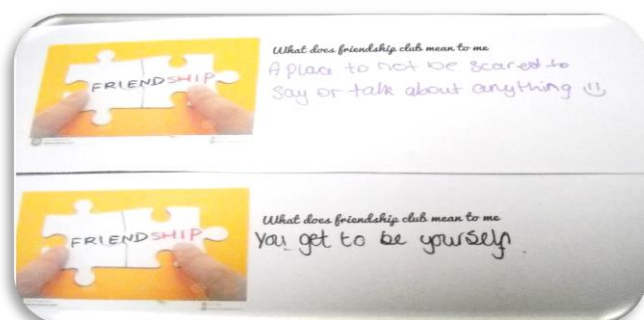 FRIENDSHIP
What does friendship club mean to me
A place to not be scared to
say or talk about anything
FRIENDSHIP
What does friendship club mean to me
You get to be yourself.